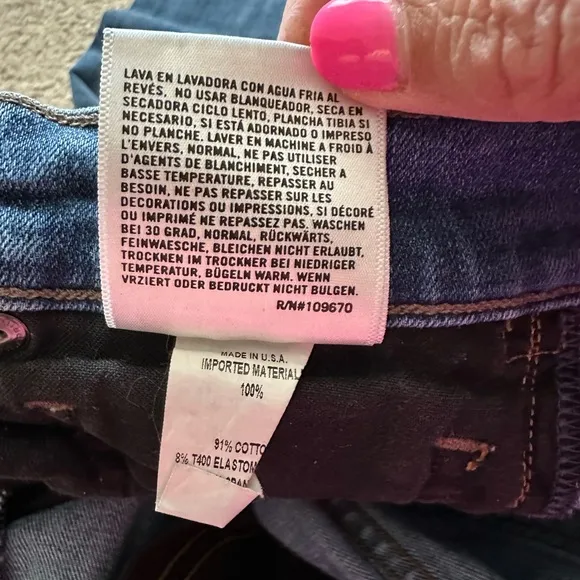 LAVA EN LAVADORA CON AGUA FRIA AL
REVÉS, NO USAR BLANQUEADOR, SECA EN
SECADORA CICLO LENTO, PLANCHA TIBIA SI
NECESARIO, SI ESTÁ ADORNADO O IMPRESO
NO PLANCHE, LAVER EN MACHINE A FROID À
L'ENVERS, NORMAL, NE PAS UTILISER
D'AGENTS DE BLANCHIMENT, SECHER A
BASSE TEMPERATURE, REPASSER AU
BESOIN, NE PAS REPASSER SUR LES
DECORATIONS OU IMPRESSIONS, SI DÉCORÉ
OU IMPRIMÉ NE REPASSEZ PAS. WASCHEN
BEI 30 GRAD, NORMAL, RÜCKWÄRTS,
FEINWAESCHE, BLEICHEN NICHT ERLAUBT,
TROCKNEN IM TROCKNER BEI NIEDRIGER
TEMPERATUR, BÜGELN WARM. WENN
VRZIERT ODER BEDRUCKT NICHT BULGEN.
R/N#109670
MADE IN U.S.A.
IMPORTED MATERIAL
100%
91% COTTO
8% T400 ELASTOM